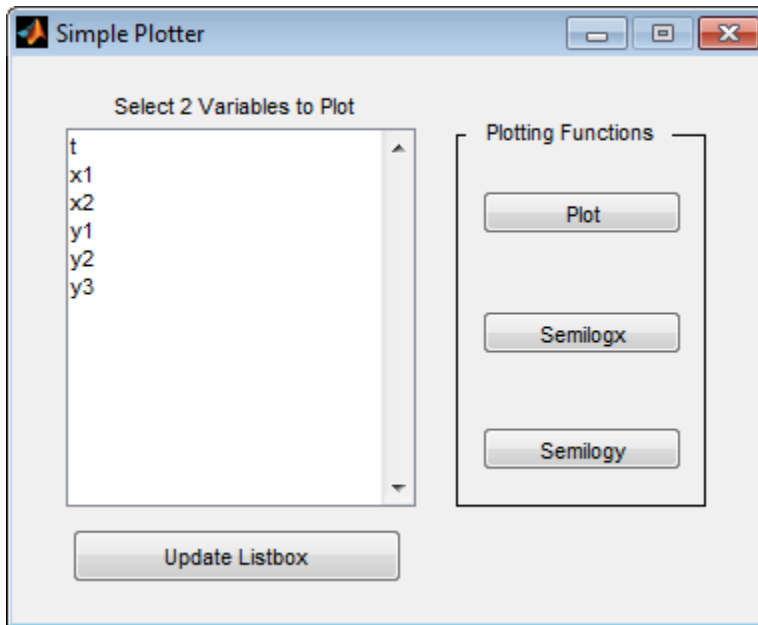 Simple Plotter
Select 2 Variables to Plot
t
x1
x2
y1
y2
y3
Update Listbox
Plotting Functions
Plot
Semilogx
Semilogy